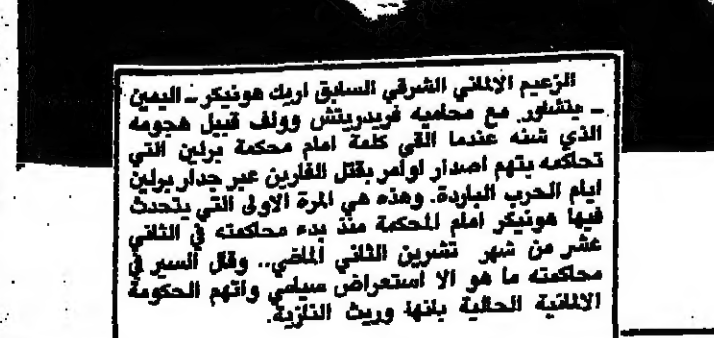 الزعيم الالماني الشرقي السابق اريك هونيكر ــ اليمين
ــ يتشاور. مع محاميه فريدريتش وولف قبيل هجومه
الذي شنه عندما القي كلمة امام محكمة برلين التي
تحاكمه بتهم اصدار اوامر بقتل الفارين عبر جدار برلين
ايام الحرب الباردة. وهذه هي المرة الاولى التي يتحدث
فيها هونيكر امام المحكمة منذ بدء محاكمته في الثاني
عشر من شهر تشرين الثاني الماضي.. وقال السير في
محاكمته ما هو الا استعراض سياسي واتهم الحكومة
الالمانية الحالية بانها وريث النازية.